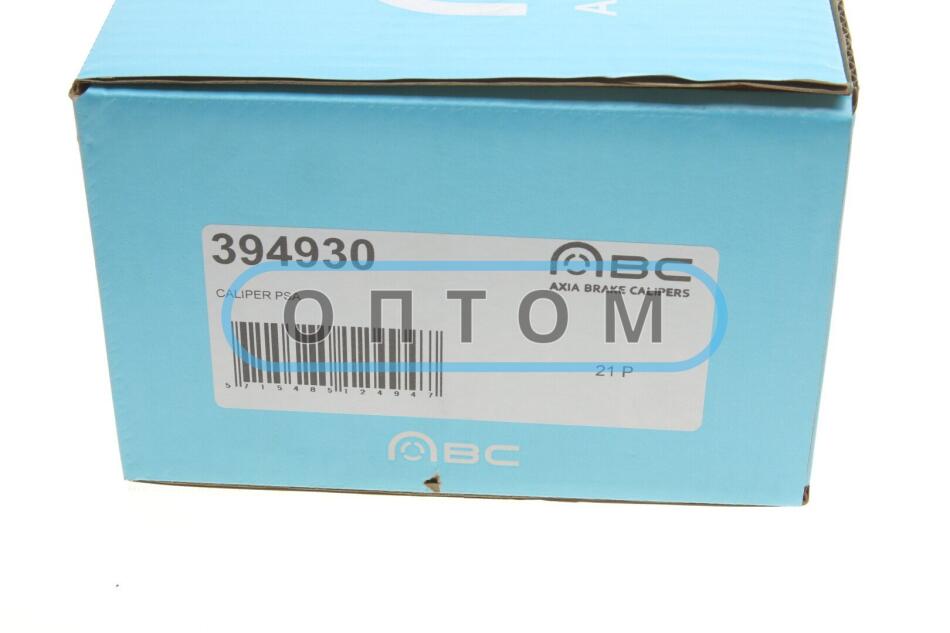 A
394930
ABC
AXIA BRAKE CALIPERS
CALIPER PSA
ОПТОМ
21 P
5715485124947
ABC